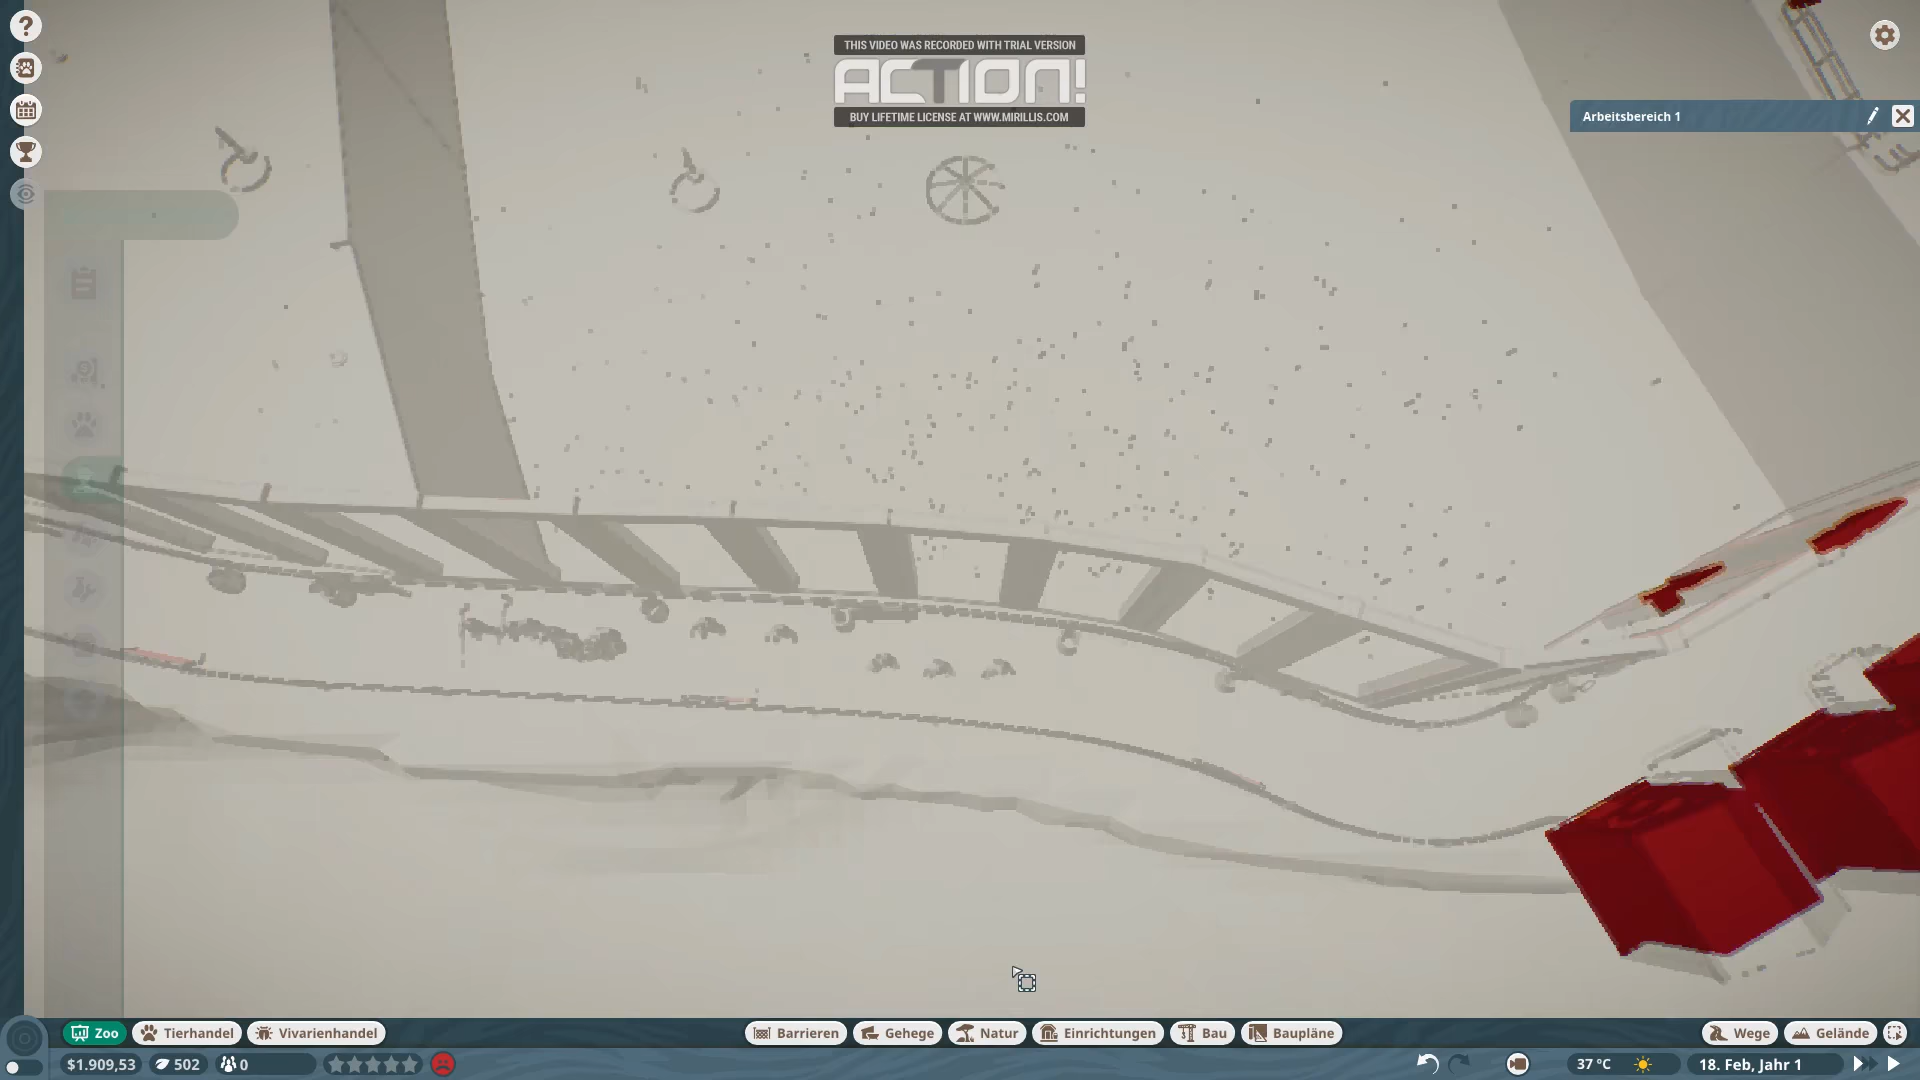 THIS VIDEO WAS RECORDED WITH TRIAL VERSION
ACTION!
BUY LIFETIME LICENSE AT WWW.MIRILLIS.COM
Arbeitsbereich 1
Zoo
Tierhandel
Vivarienhandel
Barrieren
Gehege
Natur
Einrichtungen
Bau
Baupläne
Wege
Gelände
$1.909,53
502
0
37 °C
18. Feb, Jahr 1